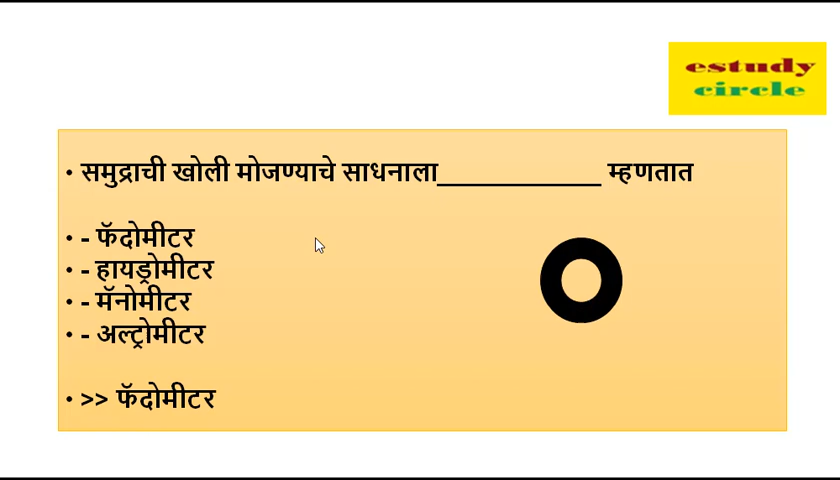 estudy
circle
• समुद्राची खोली मोजण्याचे साधनाला____________ म्हणतात
• - फॅदोमीटर
• - हायड्रोमीटर
• - मॅनोमीटर
• - अल्ट्रोमीटर
• >> फॅदोमीटर